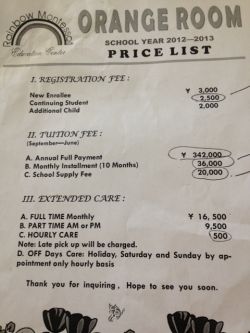 Rainbow Montessori
Education Center
ORANGE ROOM
SCHOOL YEAR 2012—2013
PRICE LIST
I. REGISTRATION FEE :
New Enrollee ¥ 3,000
Continuing Student 2,500
Additional Child 2,000
II. TUITION FEE :
(September—June)
A. Annual Full Payment ¥ 342,000
B. Monthly Installment (10 Months) 36,000
C. School Supply Fee 20,000
III. EXTENDED CARE :
A. FULL TIME Monthly ¥ 16, 500
B. PART TIME AM or PM 9,500
C. HOURLY CARE 500
Note: Late pick up will be charged.
D. OFF Days Care: Holiday, Saturday and Sunday by ap-
pointment only hourly basis
Thank you for inquiring. Hope to see you soon.